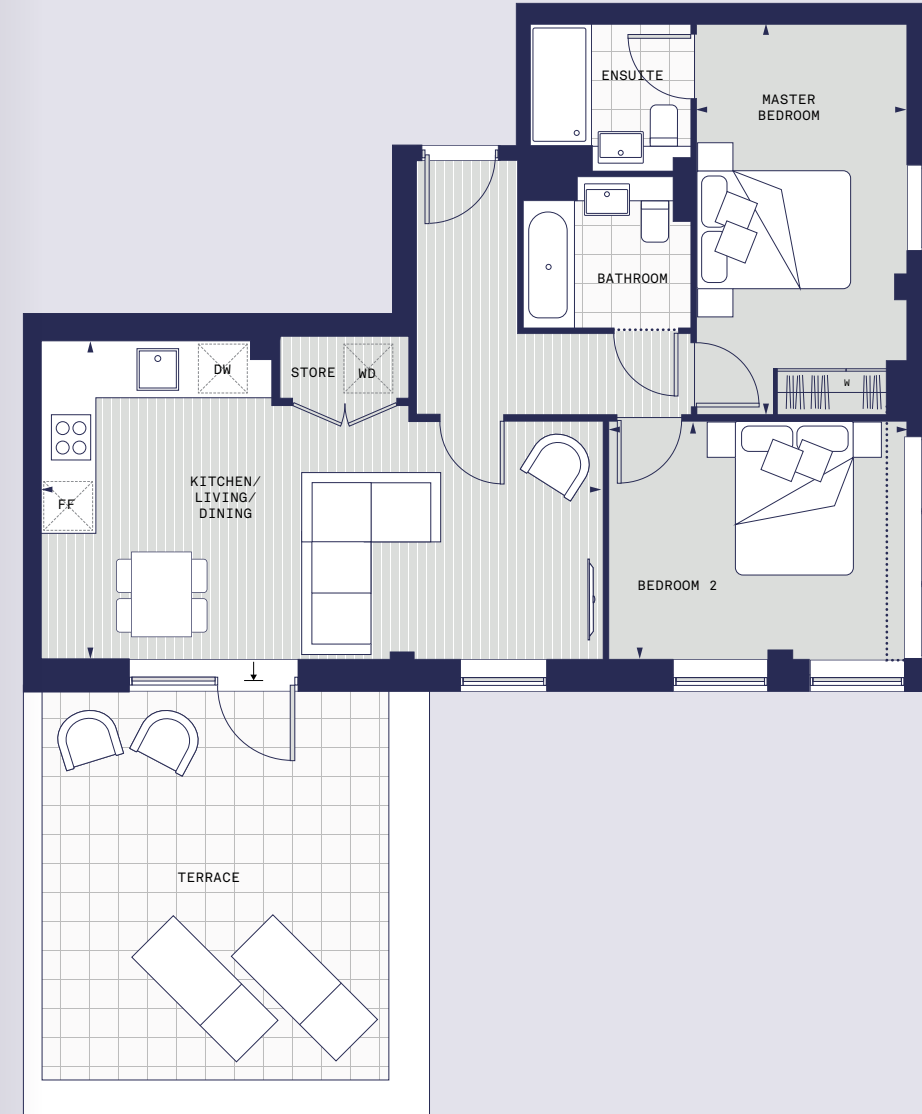 ENSUITE
MASTER
BEDROOM
BATHROOM
DW
STORE
WD
W
KITCHEN/
LIVING/
DINING
FF
BEDROOM 2
TERRACE